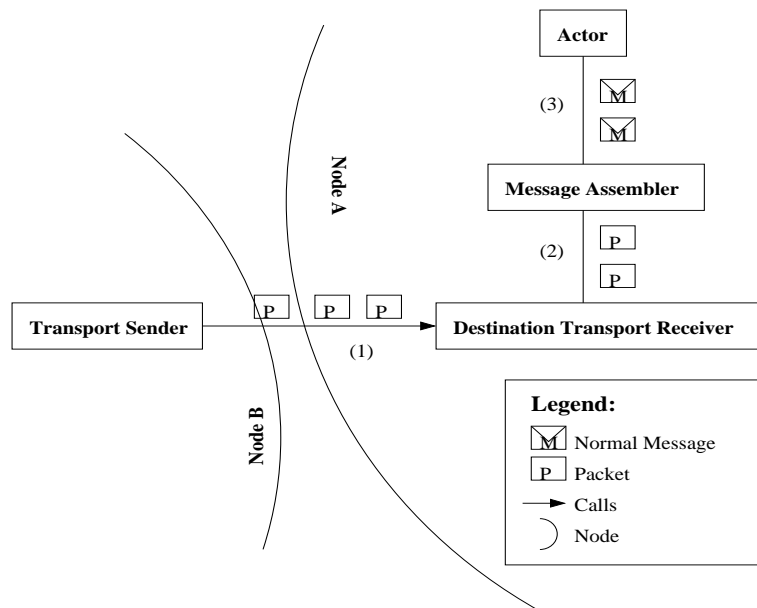 Actor
(3)
M
M
Node A
Message Assembler
(2)
P
P
P
P
P
Transport Sender
Destination Transport Receiver
(1)
Node B
Legend:
M Normal Message
P Packet
Calls
Node